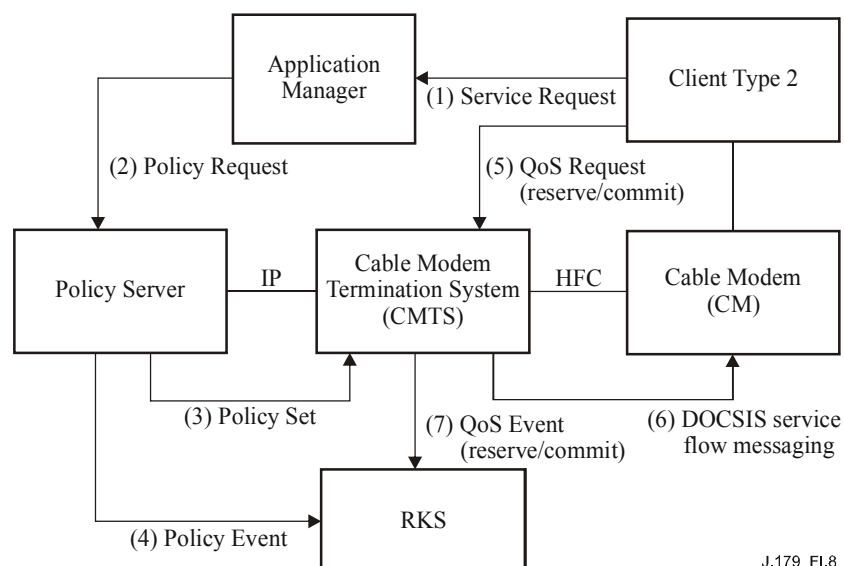 Application
Manager
Client Type 2
(1) Service Request
(2) Policy Request
(5) QoS Request
(reserve/commit)
Policy Server
IP
Cable Modem
Termination System
(CMTS)
HFC
Cable Modem
(CM)
(3) Policy Set
(7) QoS Event
(reserve/commit)
(6) DOCSIS service
flow messaging
RKS
(4) Policy Event
J.179_FI.8